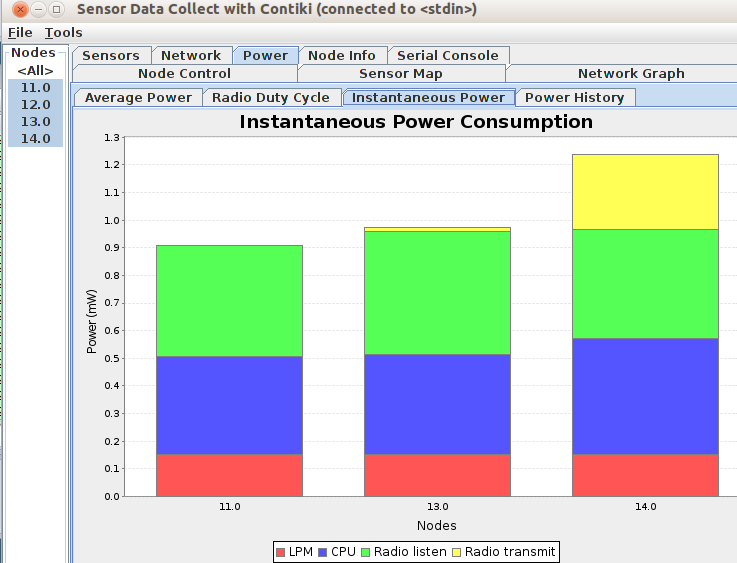 Sensor Data Collect with Contiki (connected to <stdin>)
File Tools
Nodes
<All>
11.0
12.0
13.0
14.0
Sensors Network Power Node Info Serial Console
Node Control Sensor Map Network Graph
Average Power Radio Duty Cycle Instantaneous Power Power History
Instantaneous Power Consumption
Power (mW)
1.3
1.2
1.1
1.0
0.9
0.8
0.7
0.6
0.5
0.4
0.3
0.2
0.1
0.0
11.0 13.0 14.0
Nodes
LPM CPU Radio listen Radio transmit